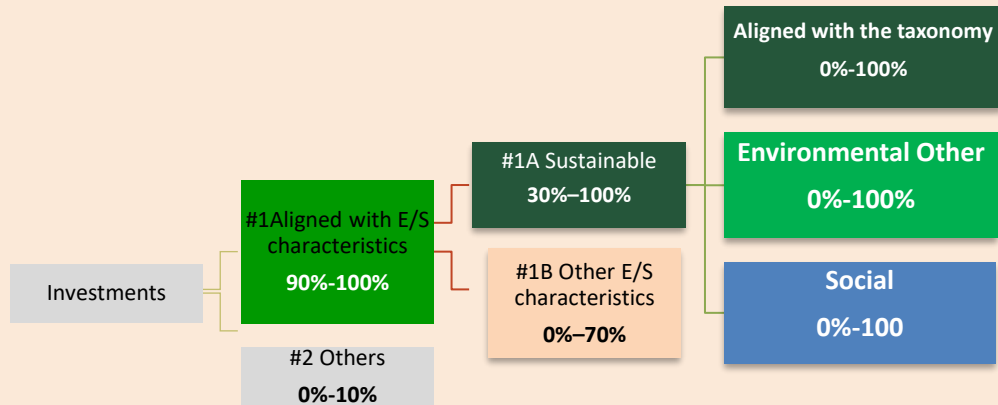 Investments
#1Aligned with E/S
characteristics
90%-100%
#2 Others
0%-10%
#1A Sustainable
30%–100%
#1B Other E/S
characteristics
0%–70%
Aligned with the taxonomy
0%-100%
Environmental Other
0%-100%
Social
0%-100